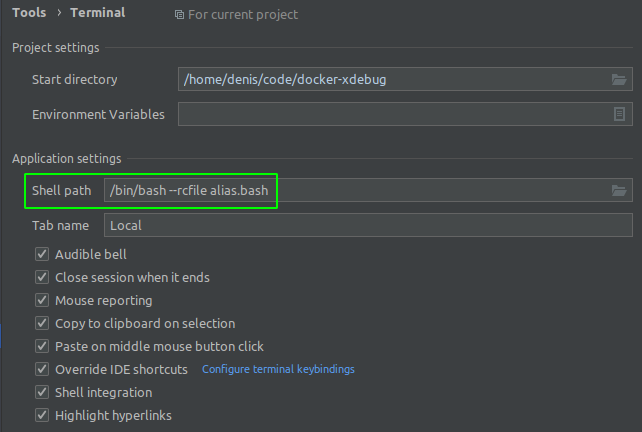 Tools › Terminal For current project
Project settings
Start directory /home/denis/code/docker-xdebug
Environment Variables
Application settings
Shell path /bin/bash --rcfile alias.bash
Tab name Local
Audible bell
Close session when it ends
Mouse reporting
Copy to clipboard on selection
Paste on middle mouse button click
Override IDE shortcuts Configure terminal keybindings
Shell integration
Highlight hyperlinks